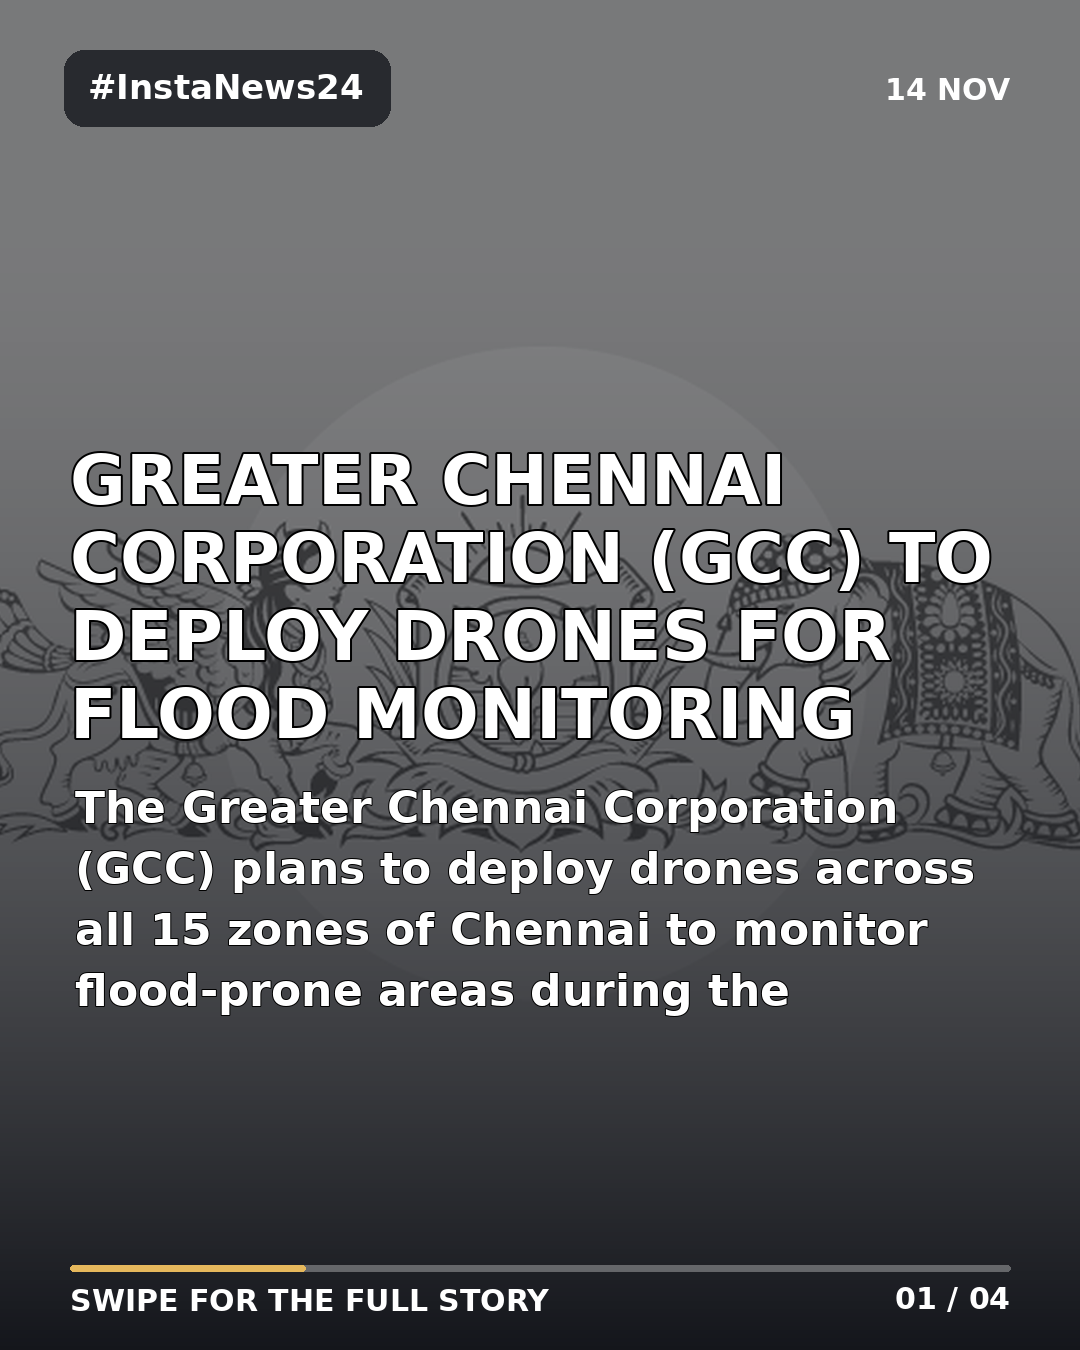 #InstaNews24
14 NOV
GREATER CHENNAI
CORPORATION (GCC) TO
DEPLOY DRONES FOR
FLOOD MONITORING
The Greater Chennai Corporation
(GCC) plans to deploy drones across
all 15 zones of Chennai to monitor
flood-prone areas during the
SWIPE FOR THE FULL STORY
01 / 04